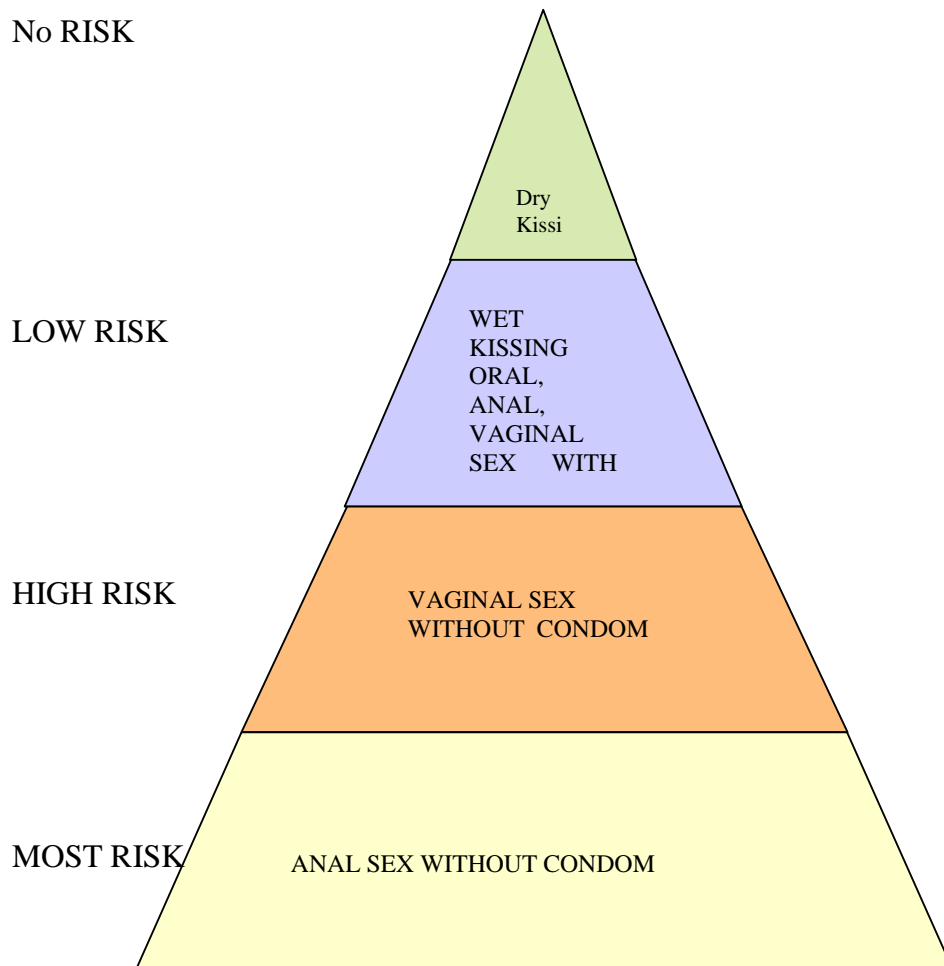 No RISK
Dry
Kissi
LOW RISK
WET
KISSING
ORAL,
ANAL,
VAGINAL
SEX WITH
HIGH RISK
VAGINAL SEX
WITHOUT CONDOM
MOST RISK
ANAL SEX WITHOUT CONDOM